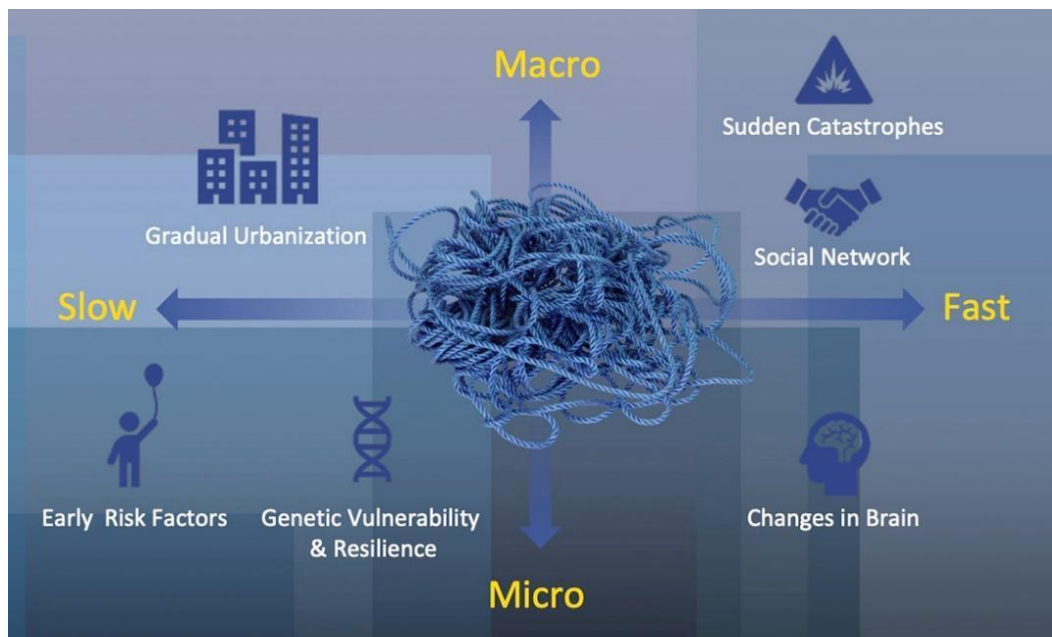 Macro
Sudden Catastrophes
Gradual Urbanization
Social Network
Slow
Fast
Early Risk Factors
Genetic Vulnerability
& Resilience
Changes in Brain
Micro